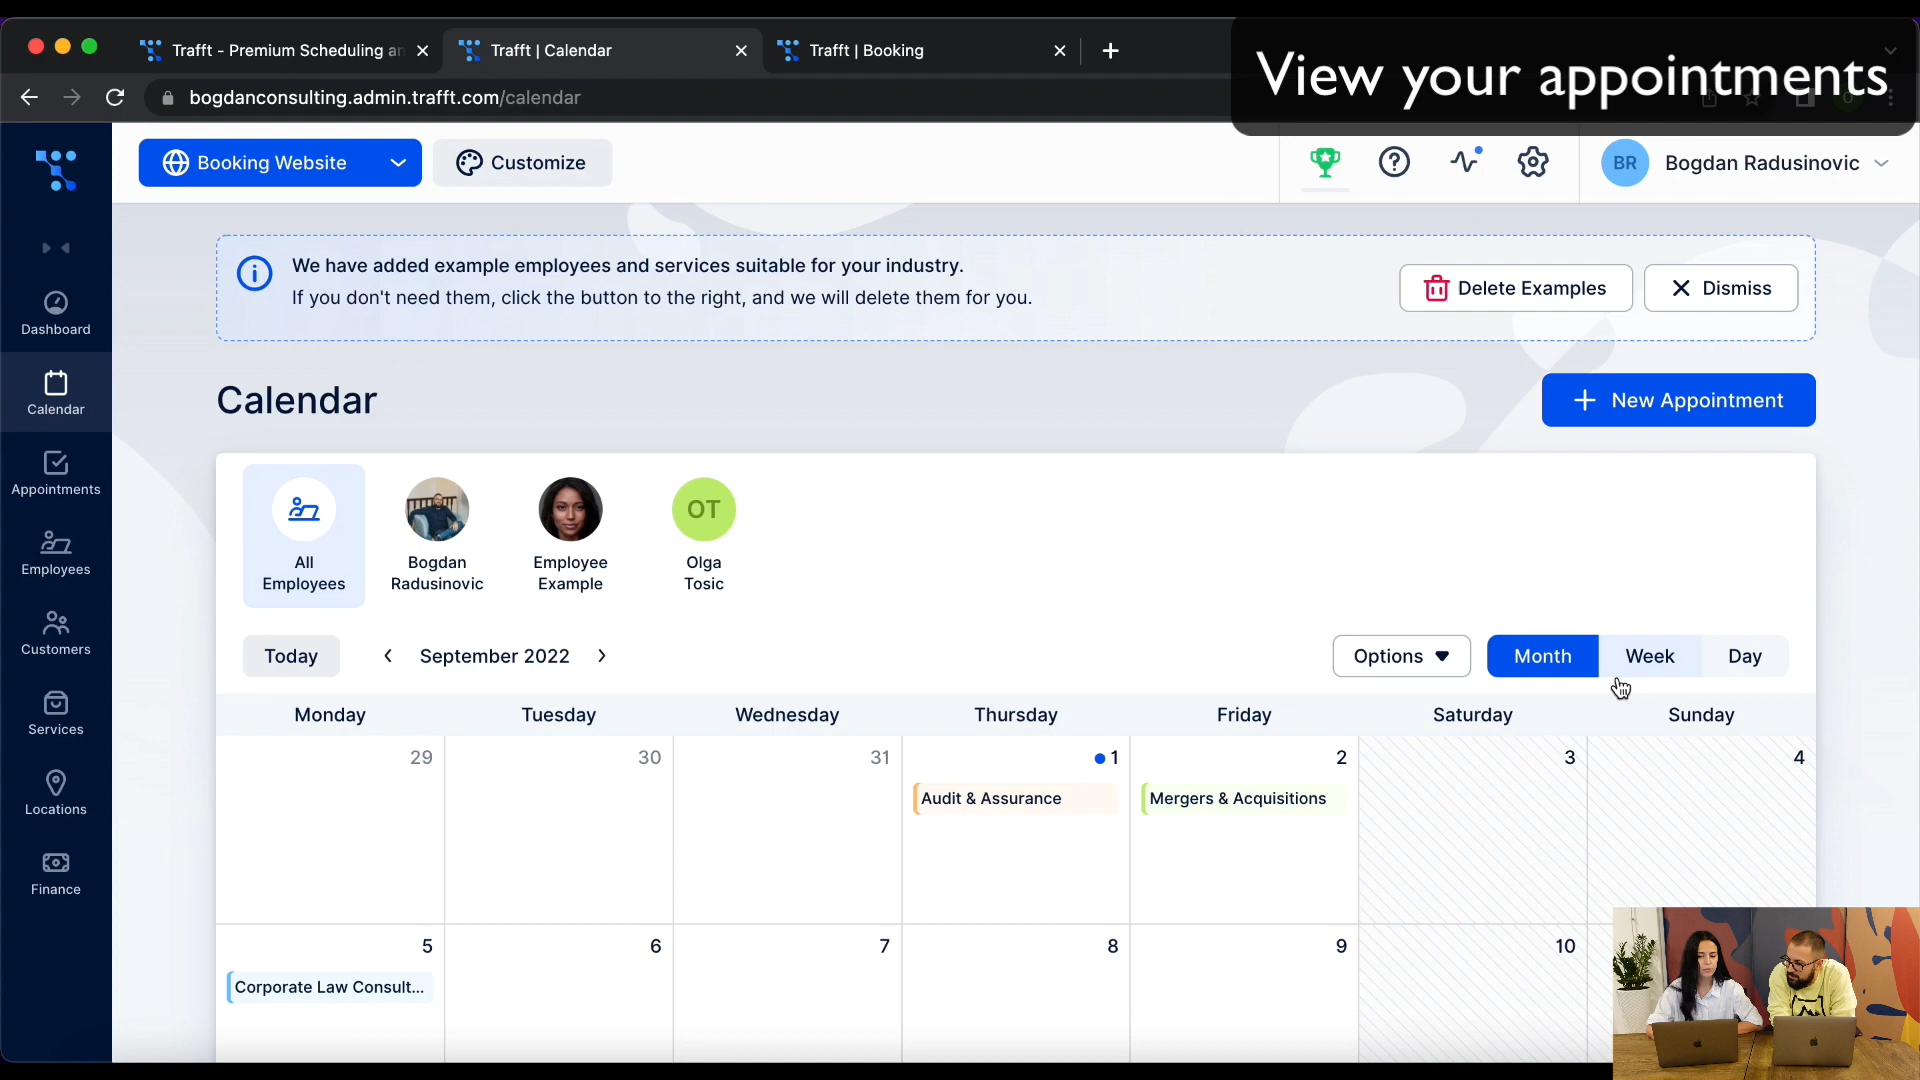 View your appointments
Trafft - Premium Scheduling an
Trafft | Calendar
Trafft | Booking
bogdanconsulting.admin.trafft.com/calendar
Booking Website
Customize
BR
Bogdan Radusinovic
We have added example employees and services suitable for your industry.
If you don't need them, click the button to the right, and we will delete them for you.
Delete Examples
Dismiss
Dashboard
Calendar
Appointments
Employees
Customers
Services
Locations
Finance
Calendar
New Appointment
All
Employees
Bogdan
Radusinovic
Employee
Example
OT
Olga
Tosic
Today
September 2022
Options
Month
Week
Day
Monday
Tuesday
Wednesday
Thursday
Friday
Saturday
Sunday
29
30
31
1
2
3
4
Audit & Assurance
Mergers & Acquisitions
5
6
7
8
9
10
Corporate Law Consult...